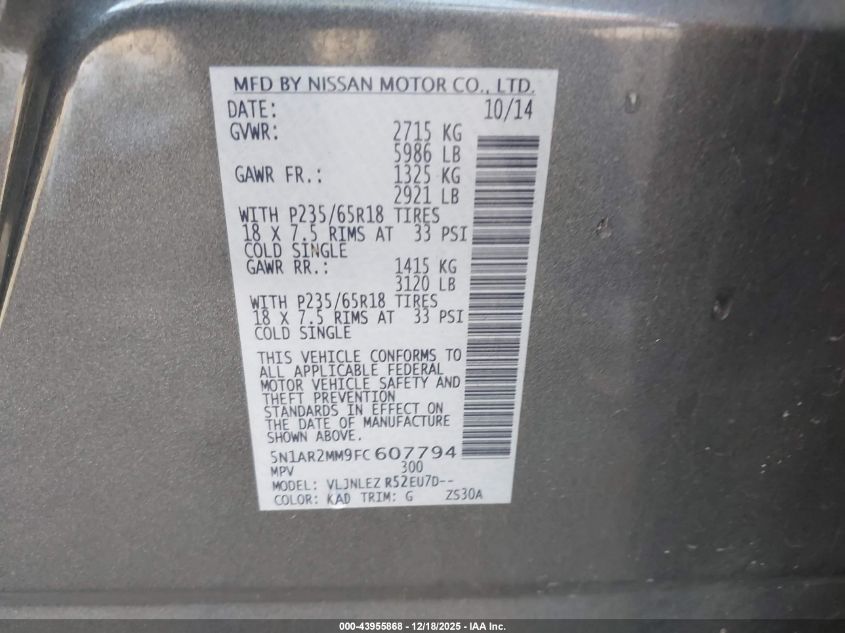 MFD BY NISSAN MOTOR CO., LTD.
DATE: 10/14
GVWR: 2715 KG
5986 LB
GAWR FR.: 1325 KG
2921 LB
WITH P235/65R18 TIRES
18 X 7.5 RIMS AT 33 PSI
COLD SINGLE
GAWR RR.: 1415 KG
3120 LB
WITH P235/65R18 TIRES
18 X 7.5 RIMS AT 33 PSI
COLD SINGLE
THIS VEHICLE CONFORMS TO
ALL APPLICABLE FEDERAL
MOTOR VEHICLE SAFETY AND
THEFT PREVENTION
STANDARDS IN EFFECT ON
THE DATE OF MANUFACTURE
SHOWN ABOVE.
5N1AR2MM9FC607794
MPV 300
MODEL: VLJNLEZ R52EU7D--
COLOR: KAD TRIM: G ZS30A
000-43955868 - 12/18/2025 - IAA Inc.